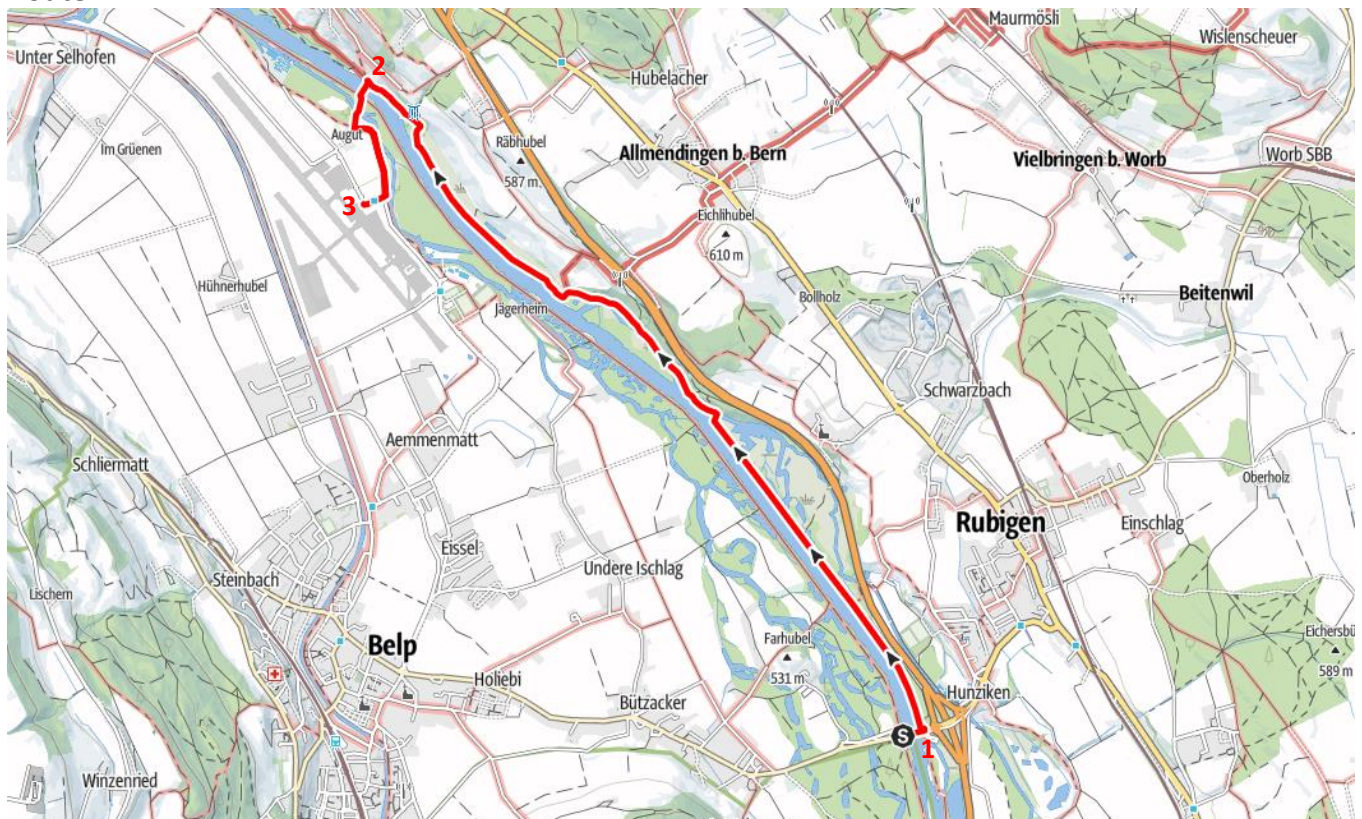 Maurmösli
Wislenscheuer
Unter Selhofen
2
Hubelacher
Im Grüenen
Augut
Räbhubel
587 m
Allmendingen b. Bern
Vielbringen b. Worb
Worb SBB
3
Eichlihubel
610 m
Hühnerhubel
Jägerheim
Bollholz
Beitenwil
Schwarzbach
Aemmenmatt
Schliermatt
Oberholz
Rubigen
Einschlag
Eissel
Undere Ischlag
Steinbach
Lischern
Belp
Farhubel
531 m
Eichersbü
589 m
Holiebi
Bützacker
Hunziken
S
1
Winzenned